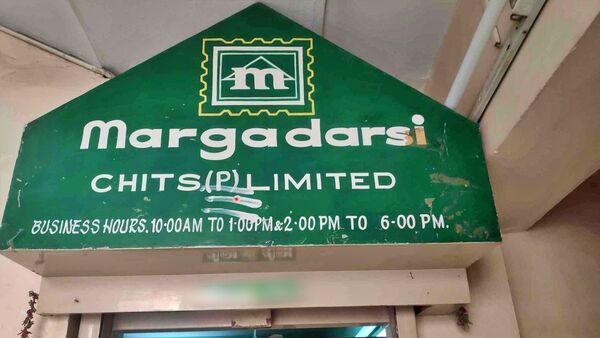 m
Margadarsi
CHITS(P)LIMITED
BUSINESS HOURS. 10·00AM TO 1·00PM & 2·00 PM TO 6·00 PM.